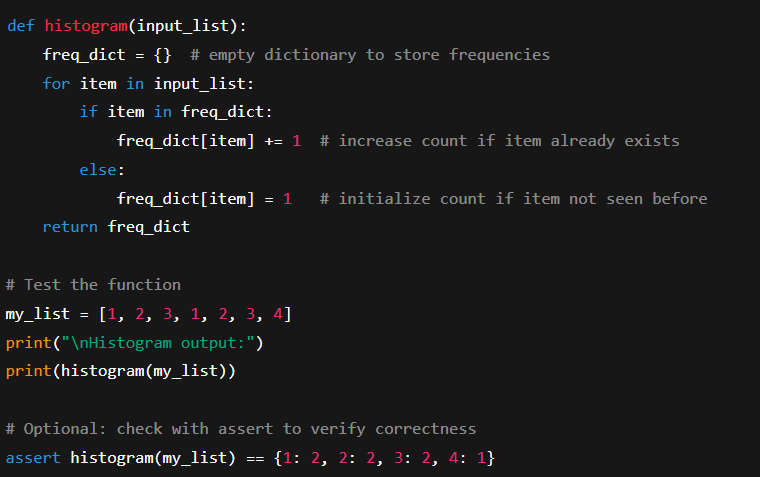 def histogram(input_list):
    freq_dict = {}  # empty dictionary to store frequencies
    for item in input_list:
        if item in freq_dict:
            freq_dict[item] += 1  # increase count if item already exists
        else:
            freq_dict[item] = 1   # initialize count if item not seen before
    return freq_dict

# Test the function
my_list = [1, 2, 3, 1, 2, 3, 4]
print("\nHistogram output:")
print(histogram(my_list))

# Optional: check with assert to verify correctness
assert histogram(my_list) == {1: 2, 2: 2, 3: 2, 4: 1}